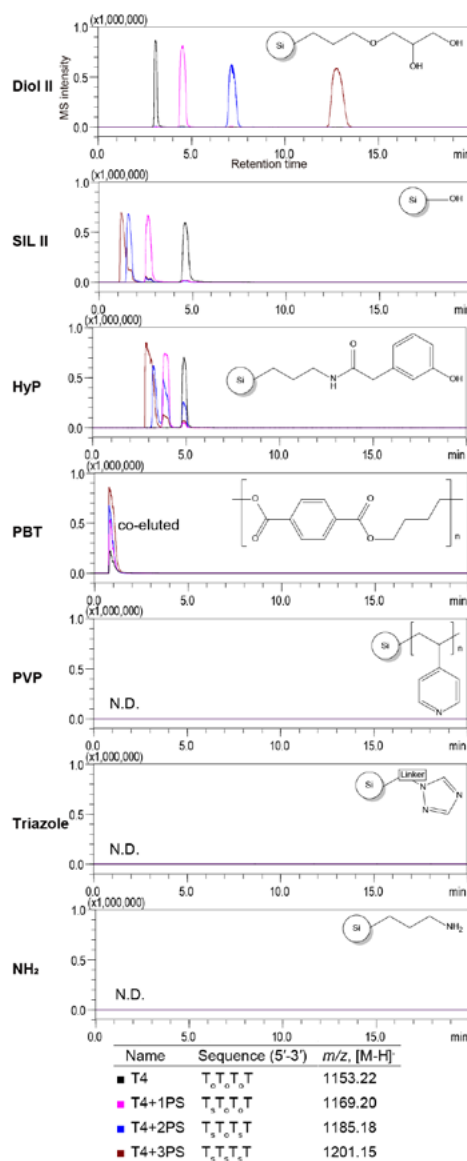 (x1,000,000)
Diol II
MS intensity
1.0
0.5
0.0
0.0 5.0 10.0 15.0 min
Retention time
Si O OH
OH
(x1,000,000)
SIL II
1.0
0.5
0.0
0.0 5.0 10.0 15.0 min
Si OH
(x1,000,000)
HyP
1.0
0.5
0.0
0.0 5.0 10.0 15.0 min
Si N H O OH
(x1,000,000)
PBT
1.0
0.5
0.0
co-eluted
0.0 5.0 10.0 15.0 min
O O O O n
(x1,000,000)
PVP
1.0
0.5
0.0
N.D.
0.0 5.0 10.0 15.0 min
Si n N
(x1,000,000)
Triazole
1.0
0.5
0.0
N.D.
0.0 5.0 10.0 15.0 min
Si Linker N N N
(x1,000,000)
NH₂
1.0
0.5
0.0
N.D.
0.0 5.0 10.0 15.0 min
Si NH₂
Name Sequence (5'-3') m/z, [M-H]⁻
T4 TₒTₒTₒT 1153.22
T4+1PS TₛTₒTₒT 1169.20
T4+2PS TₛTₒTₛT 1185.18
T4+3PS TₛTₛTₛT 1201.15